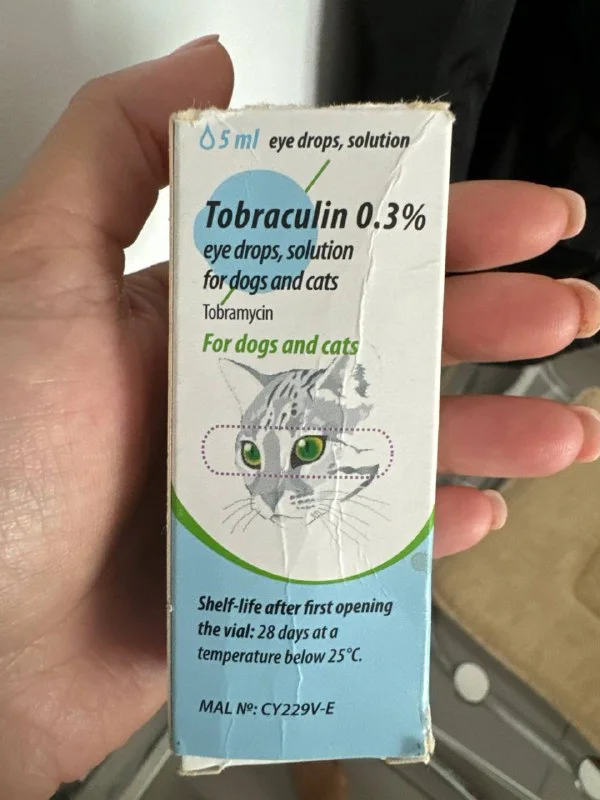 5 ml eye drops, solution
Tobraculin 0.3%
eye drops, solution
for dogs and cats
Tobramycin
For dogs and cats
Shelf-life after first opening
the vial: 28 days at a
temperature below 25°C.
MAL Nº: CY229V-E